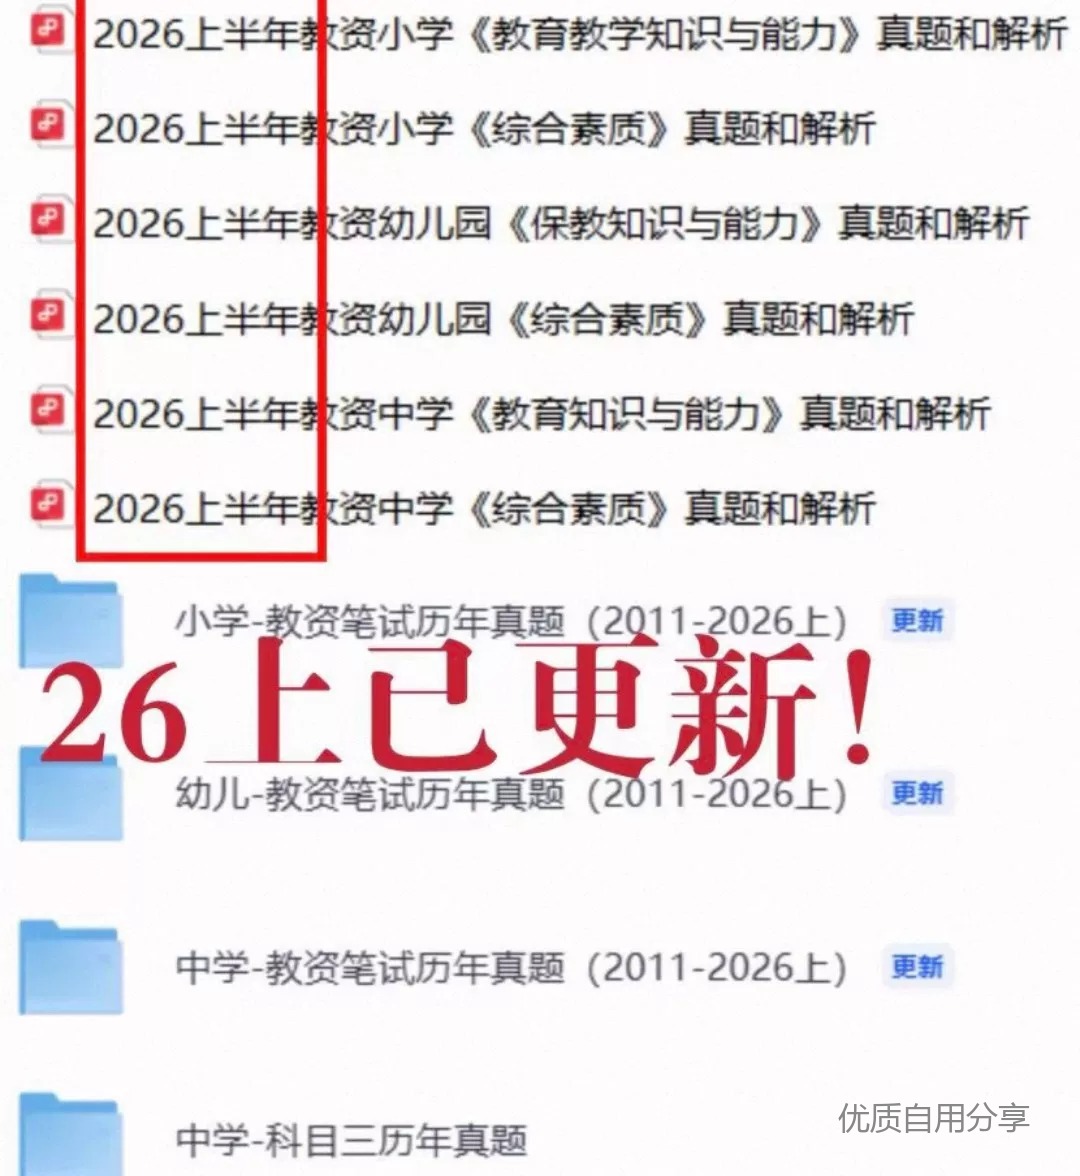 2026上半年教资小学《教育教学知识与能力》真题和解析
2026上半年教资小学《综合素质》真题和解析
2026上半年教资幼儿园《保教知识与能力》真题和解析
2026上半年教资幼儿园《综合素质》真题和解析
2026上半年教资中学《教育知识与能力》真题和解析
2026上半年教资中学《综合素质》真题和解析
小学-教资笔试历年真题（2011-2026上） 更新
26上已更新！
幼儿-教资笔试历年真题（2011-2026上） 更新
中学-教资笔试历年真题（2011-2026上） 更新
优质自用分享
中学-科目三历年真题